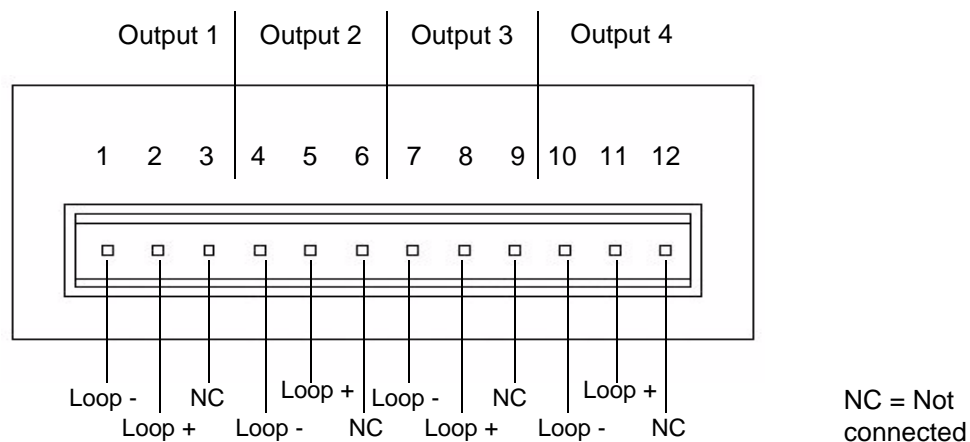 Output 1 Output 2 Output 3 Output 4
1 2 3 4 5 6 7 8 9 10 11 12
Loop - NC Loop + Loop - NC Loop +
Loop + Loop - NC Loop + Loop - NC
NC = Not
connected